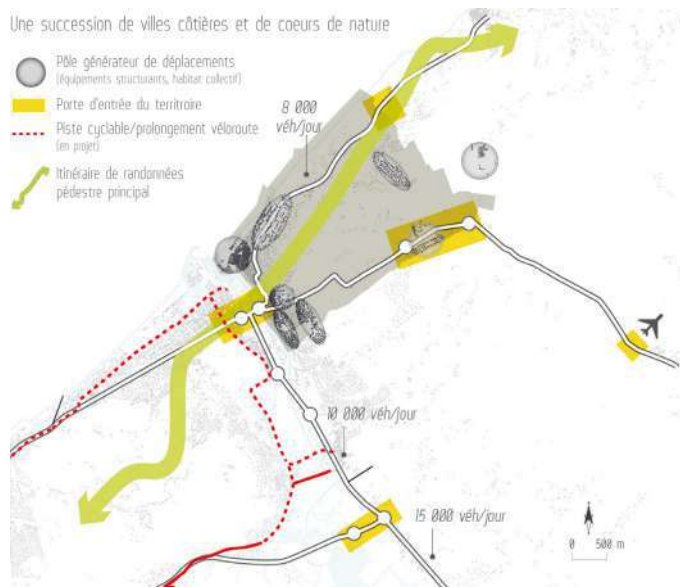 Une succession de villes côtières et de coeurs de nature
Pôle générateur de déplacements
(équipements structurants, habitat collectif)
Porte d'entrée du territroire
Piste cyclable/prolongement véloroute
(en projet)
Itinéraire de randonnées
pédestre principal
8 000
véh/jour
10 000 véh/jour
15 000 véh/jour
0 500 m